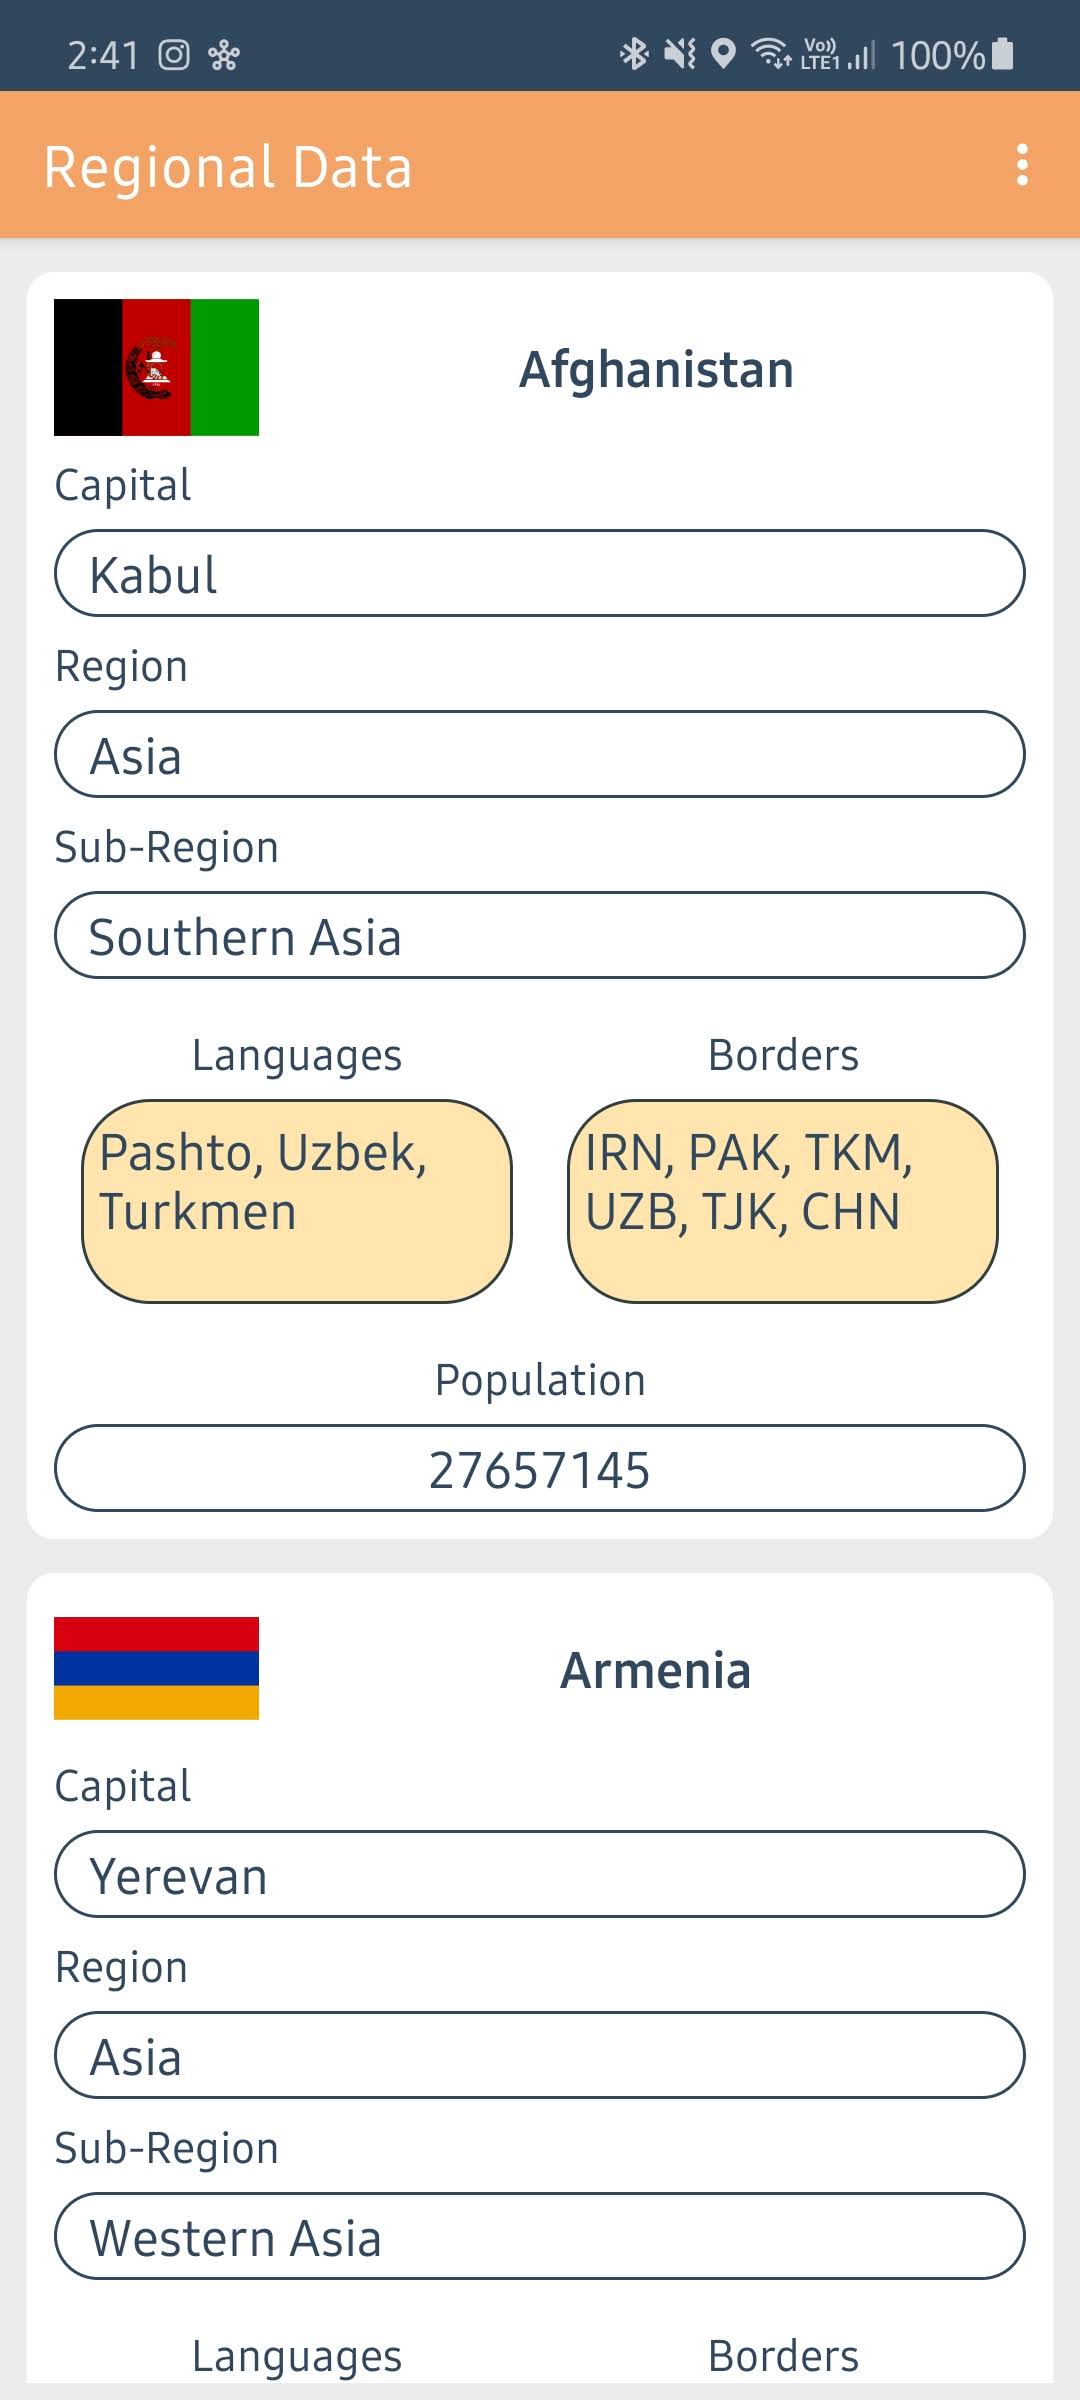 2:41 Vo)) LTE1 100%
Regional Data
Afghanistan
Capital
Kabul
Region
Asia
Sub-Region
Southern Asia
Languages Borders
Pashto, Uzbek, IRN, PAK, TKM,
Turkmen UZB, TJK, CHN
Population
27657145
Armenia
Capital
Yerevan
Region
Asia
Sub-Region
Western Asia
Languages Borders